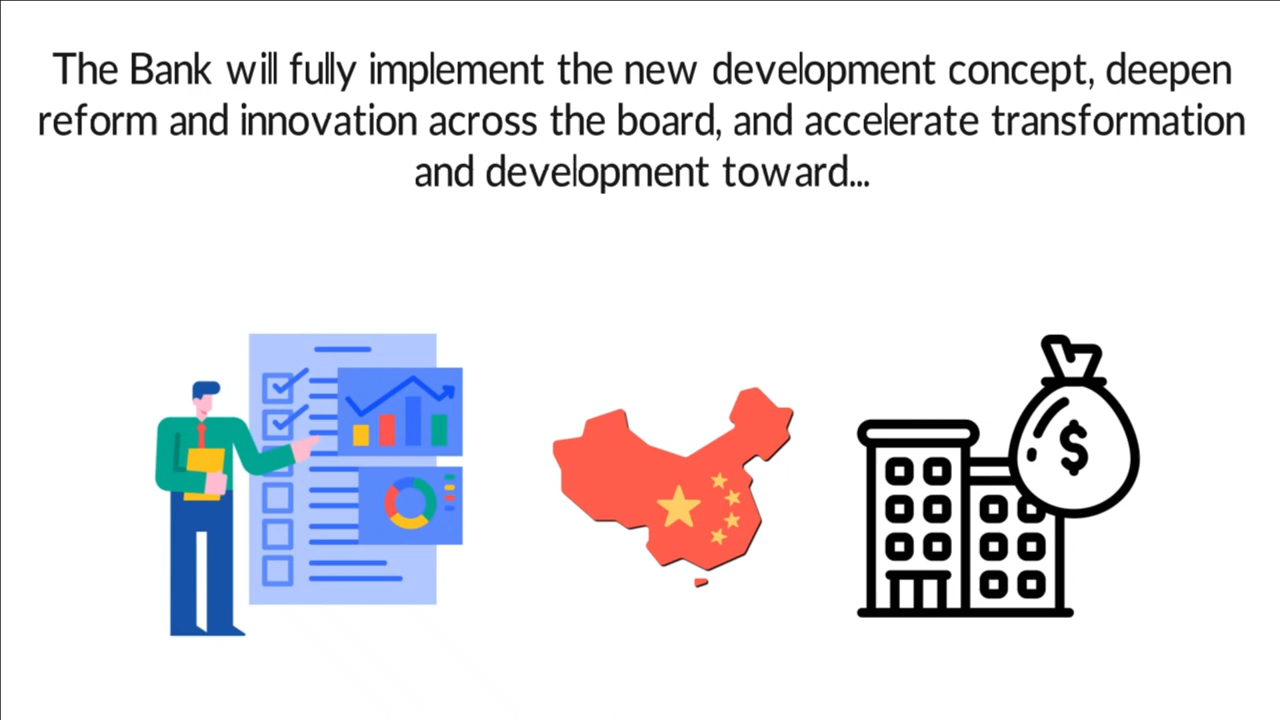 The Bank will fully implement the new development concept, deepen
reform and innovation across the board, and accelerate transformation
and development toward...
$